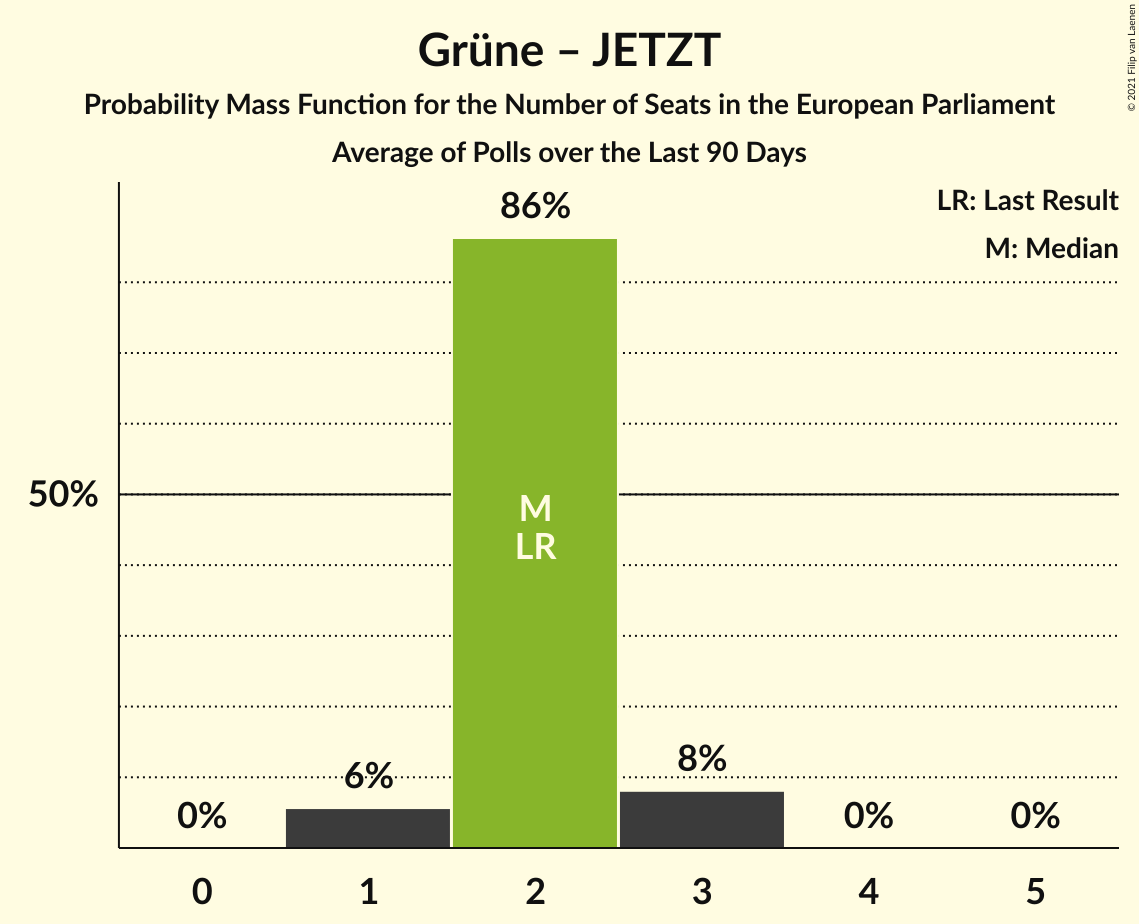 Grüne – JETZT
Probability Mass Function for the Number of Seats in the European Parliament
Average of Polls over the Last 90 Days
© 2021 Filip van Laenen
LR: Last Result
M: Median
86%
50%
M
LR
6%
8%
0%
0%
0%
0
1
2
3
4
5